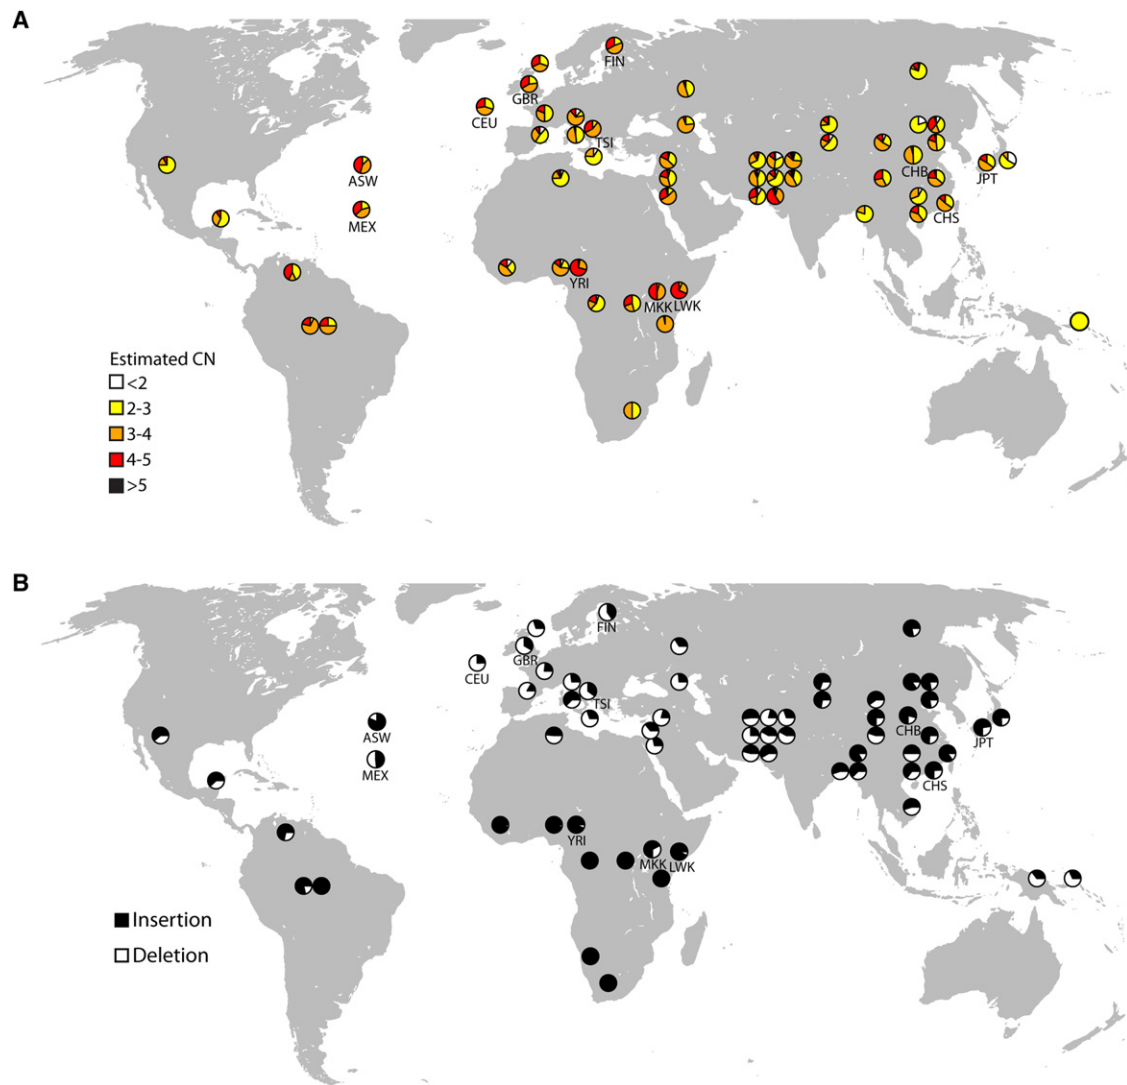 A
FIN
GBR
CEU
TSI
ASW
MEX
CHB
JPT
CHS
YRI
MKK LWK
Estimated CN
<2
2-3
3-4
4-5
>5
B
FIN
GBR
CEU
TSI
ASW
MEX
CHB
JPT
CHS
YRI
MKK LWK
Insertion
Deletion